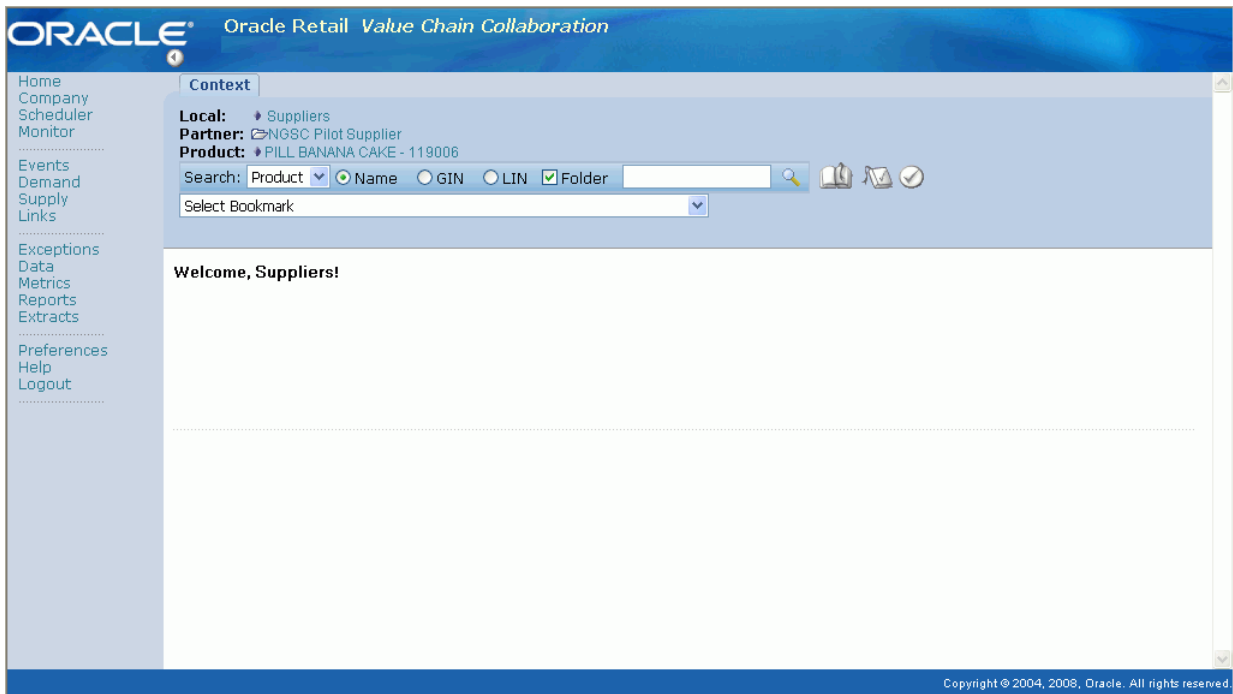 ORACLE®
Oracle Retail Value Chain Collaboration
Home
Company
Scheduler
Monitor
Events
Demand
Supply
Links
Exceptions
Data
Metrics
Reports
Extracts
Preferences
Help
Logout
Context
Local: Suppliers
Partner: NGSC Pilot Supplier
Product: PILL BANANA CAKE - 119006
Search: Product Name GIN LIN Folder
Select Bookmark
Welcome, Suppliers!
Copyright © 2004, 2008, Oracle. All rights reserved.